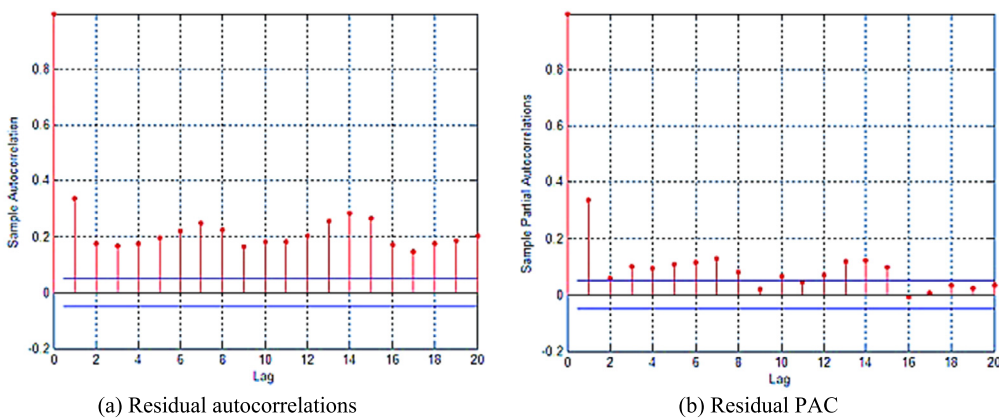 Sample Autocorrelation
0.8
0.6
0.4
0.2
0
-0.2
0 2 4 6 8 10 12 14 16 18 20
Lag
(a) Residual autocorrelations
Sample Partial Autocorrelations
0.8
0.6
0.4
0.2
0
-0.2
0 2 4 6 8 10 12 14 16 18 20
Lag
(b) Residual PAC